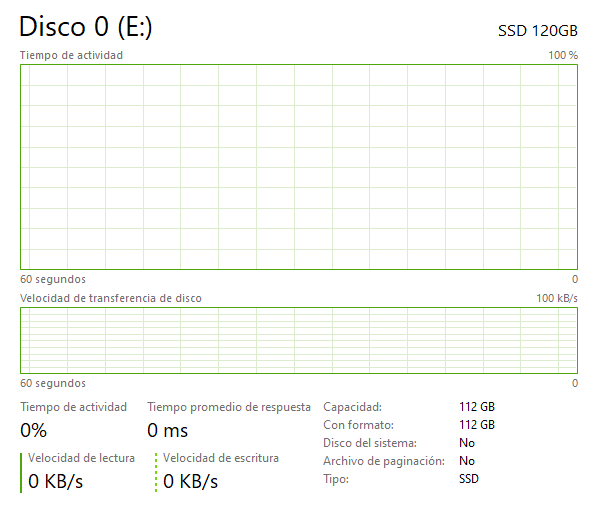 Disco 0 (E:)
SSD 120GB
Tiempo de actividad
100 %
60 segundos
0
Velocidad de transferencia de disco
100 kB/s
60 segundos
0
Tiempo de actividad
0%
Tiempo promedio de respuesta
0 ms
Velocidad de lectura
0 KB/s
Velocidad de escritura
0 KB/s
Capacidad: 112 GB
Con formato: 112 GB
Disco del sistema: No
Archivo de paginación: No
Tipo: SSD